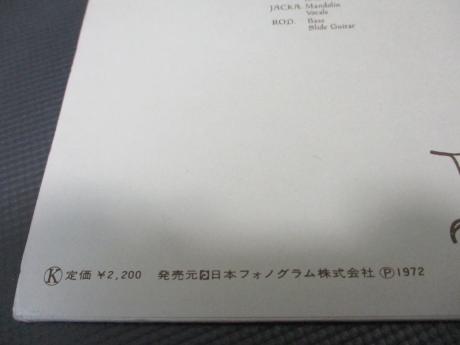 JACKA. Mandolin
Vocals
ROD. Bass
Slide Guitar
Ⓚ 定価 ¥2,200 発売元 日本フォノグラム株式会社 Ⓟ1972